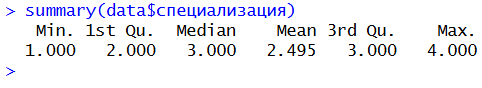 > summary(data$специализация)
Min. 1st Qu. Median Mean 3rd Qu. Max.
1.000 2.000 3.000 2.495 3.000 4.000
>